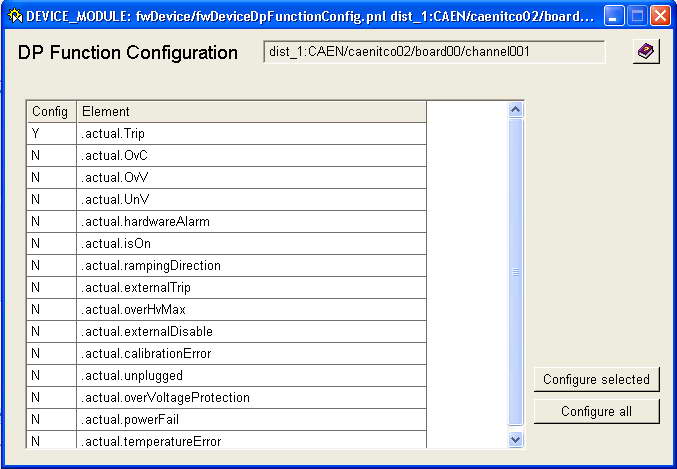 DEVICE_MODULE: fwDevice/fwDeviceDpFunctionConfig.pnl dist_1:CAEN/caenitco02/board...
DP Function Configuration dist_1:CAEN/caenitco02/board00/channel001
Config Element
Y .actual.Trip
N .actual.OvC
N .actual.OvV
N .actual.UnV
N .actual.hardwareAlarm
N .actual.isOn
N .actual.rampingDirection
N .actual.externalTrip
N .actual.overHvMax
N .actual.externalDisable
N .actual.calibrationError
N .actual.unplugged
N .actual.overVoltageProtection
N .actual.powerFail
N .actual.temperatureError
Configure selected
Configure all